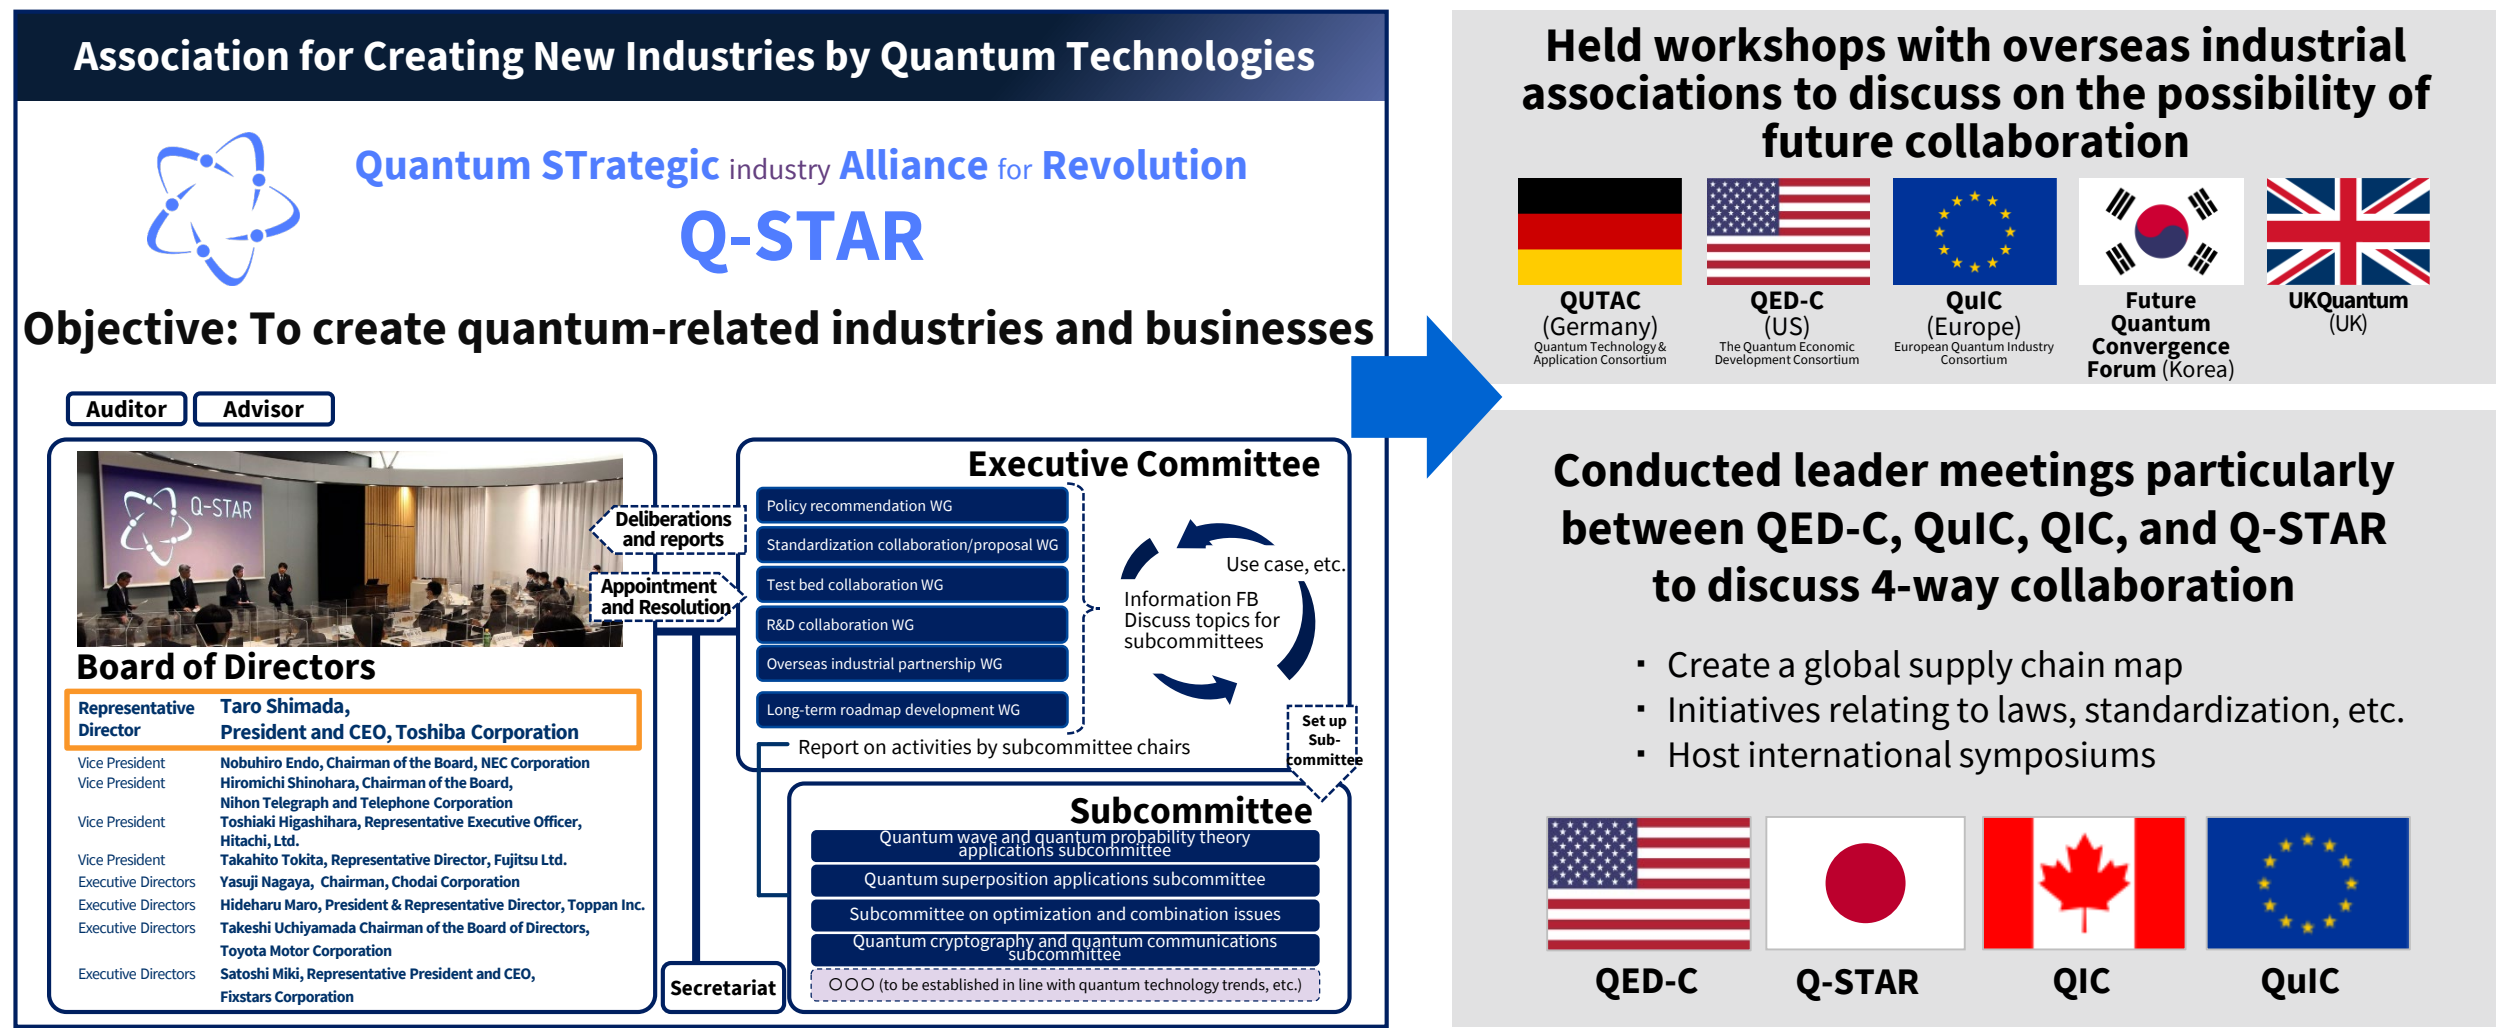 Association for Creating New Industries by Quantum Technologies
Quantum STrategic industry Alliance for Revolution
Q-STAR
Objective: To create quantum-related industries and businesses
Auditor
Advisor
Q-STAR
Board of Directors
Representative Director
Taro Shimada,
President and CEO, Toshiba Corporation
Vice President Nobuhiro Endo, Chairman of the Board, NEC Corporation
Vice President Hiromichi Shinohara, Chairman of the Board,
Nihon Telegraph and Telephone Corporation
Vice President Toshiaki Higashihara, Representative Executive Officer,
Hitachi, Ltd.
Vice President Takahito Tokita, Representative Director, Fujitsu Ltd.
Executive Directors Yasuji Nagaya, Chairman, Chodai Corporation
Executive Directors Hideharu Maro, President & Representative Director, Toppan Inc.
Executive Directors Takeshi Uchiyamada Chairman of the Board of Directors,
Toyota Motor Corporation
Executive Directors Satoshi Miki, Representative President and CEO,
Fixstars Corporation
Deliberations
and reports
Appointment
and Resolution
Executive Committee
Policy recommendation WG
Standardization collaboration/proposal WG
Test bed collaboration WG
R&D collaboration WG
Overseas industrial partnership WG
Long-term roadmap development WG
Use case, etc.
Information FB
Discuss topics for
subcommittees
Report on activities by subcommittee chairs
Set up
Sub-
committee
Subcommittee
Quantum wave and quantum probability theory
applications subcommittee
Quantum superposition applications subcommittee
Subcommittee on optimization and combination issues
Quantum cryptography and quantum communications
subcommittee
〇〇〇 (to be established in line with quantum technology trends, etc.)
Secretariat
Held workshops with overseas industrial
associations to discuss on the possibility of
future collaboration
QUTAC
(Germany)
Quantum Technology &
Application Consortium
QED-C
(US)
The Quantum Economic
Development Consortium
QuIC
(Europe)
European Quantum Industry
Consortium
Future
Quantum
Convergence
Forum (Korea)
UKQuantum
(UK)
Conducted leader meetings particularly
between QED-C, QuIC, QIC, and Q-STAR
to discuss 4-way collaboration
▪ Create a global supply chain map
▪ Initiatives relating to laws, standardization, etc.
▪ Host international symposiums
QED-C
Q-STAR
QIC
QuIC